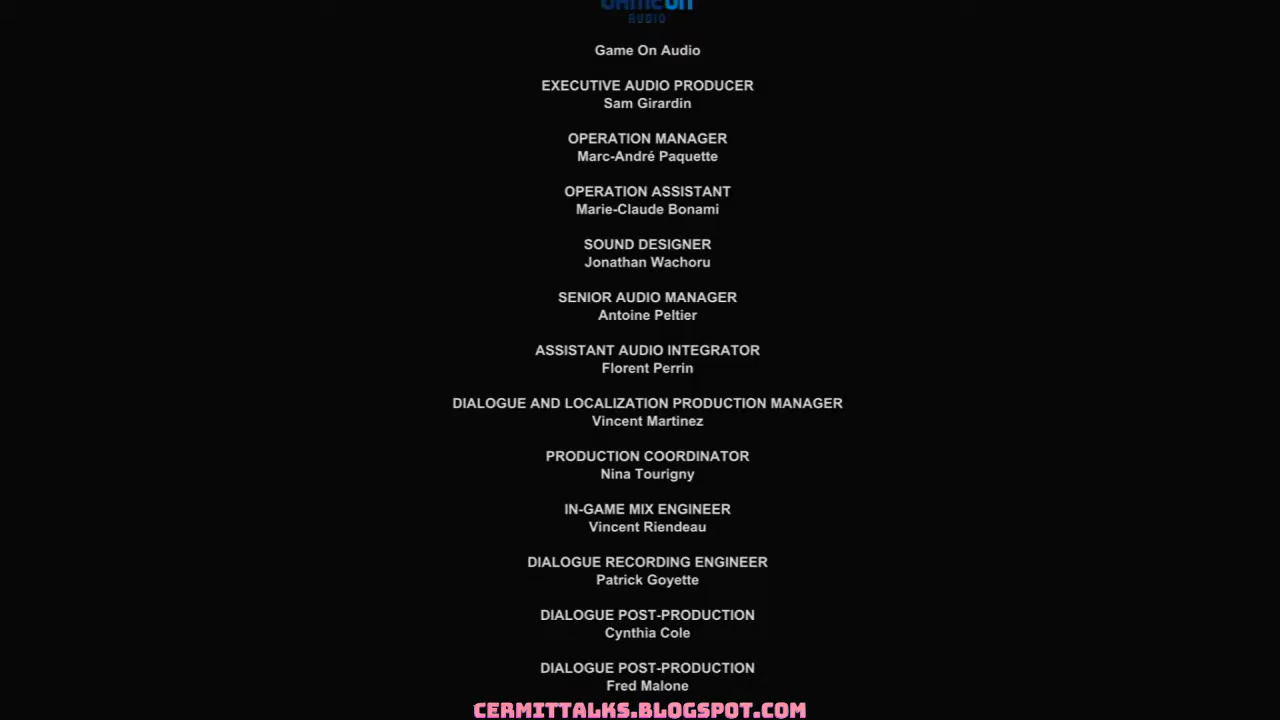 GAMEON
AUDIO
Game On Audio
EXECUTIVE AUDIO PRODUCER
Sam Girardin
OPERATION MANAGER
Marc-André Paquette
OPERATION ASSISTANT
Marie-Claude Bonami
SOUND DESIGNER
Jonathan Wachoru
SENIOR AUDIO MANAGER
Antoine Peltier
ASSISTANT AUDIO INTEGRATOR
Florent Perrin
DIALOGUE AND LOCALIZATION PRODUCTION MANAGER
Vincent Martinez
PRODUCTION COORDINATOR
Nina Tourigny
IN-GAME MIX ENGINEER
Vincent Riendeau
DIALOGUE RECORDING ENGINEER
Patrick Goyette
DIALOGUE POST-PRODUCTION
Cynthia Cole
DIALOGUE POST-PRODUCTION
Fred Malone
CERMITTALKS.BLOGSPOT.COM